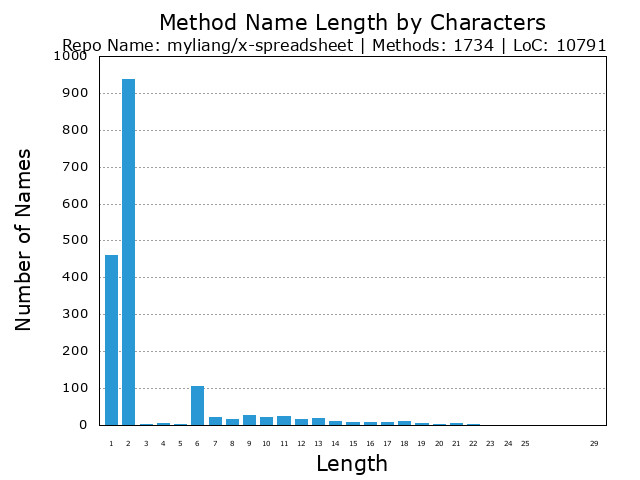 Method Name Length by Characters
Repo Name: myliang/x-spreadsheet | Methods: 1734 | LoC: 10791
1000
900
800
700
600
500
400
300
200
100
0
Number of Names
1 2 3 4 5 6 7 8 9 10 11 12 13 14 15 16 17 18 19 20 21 22 23 24 25 29
Length